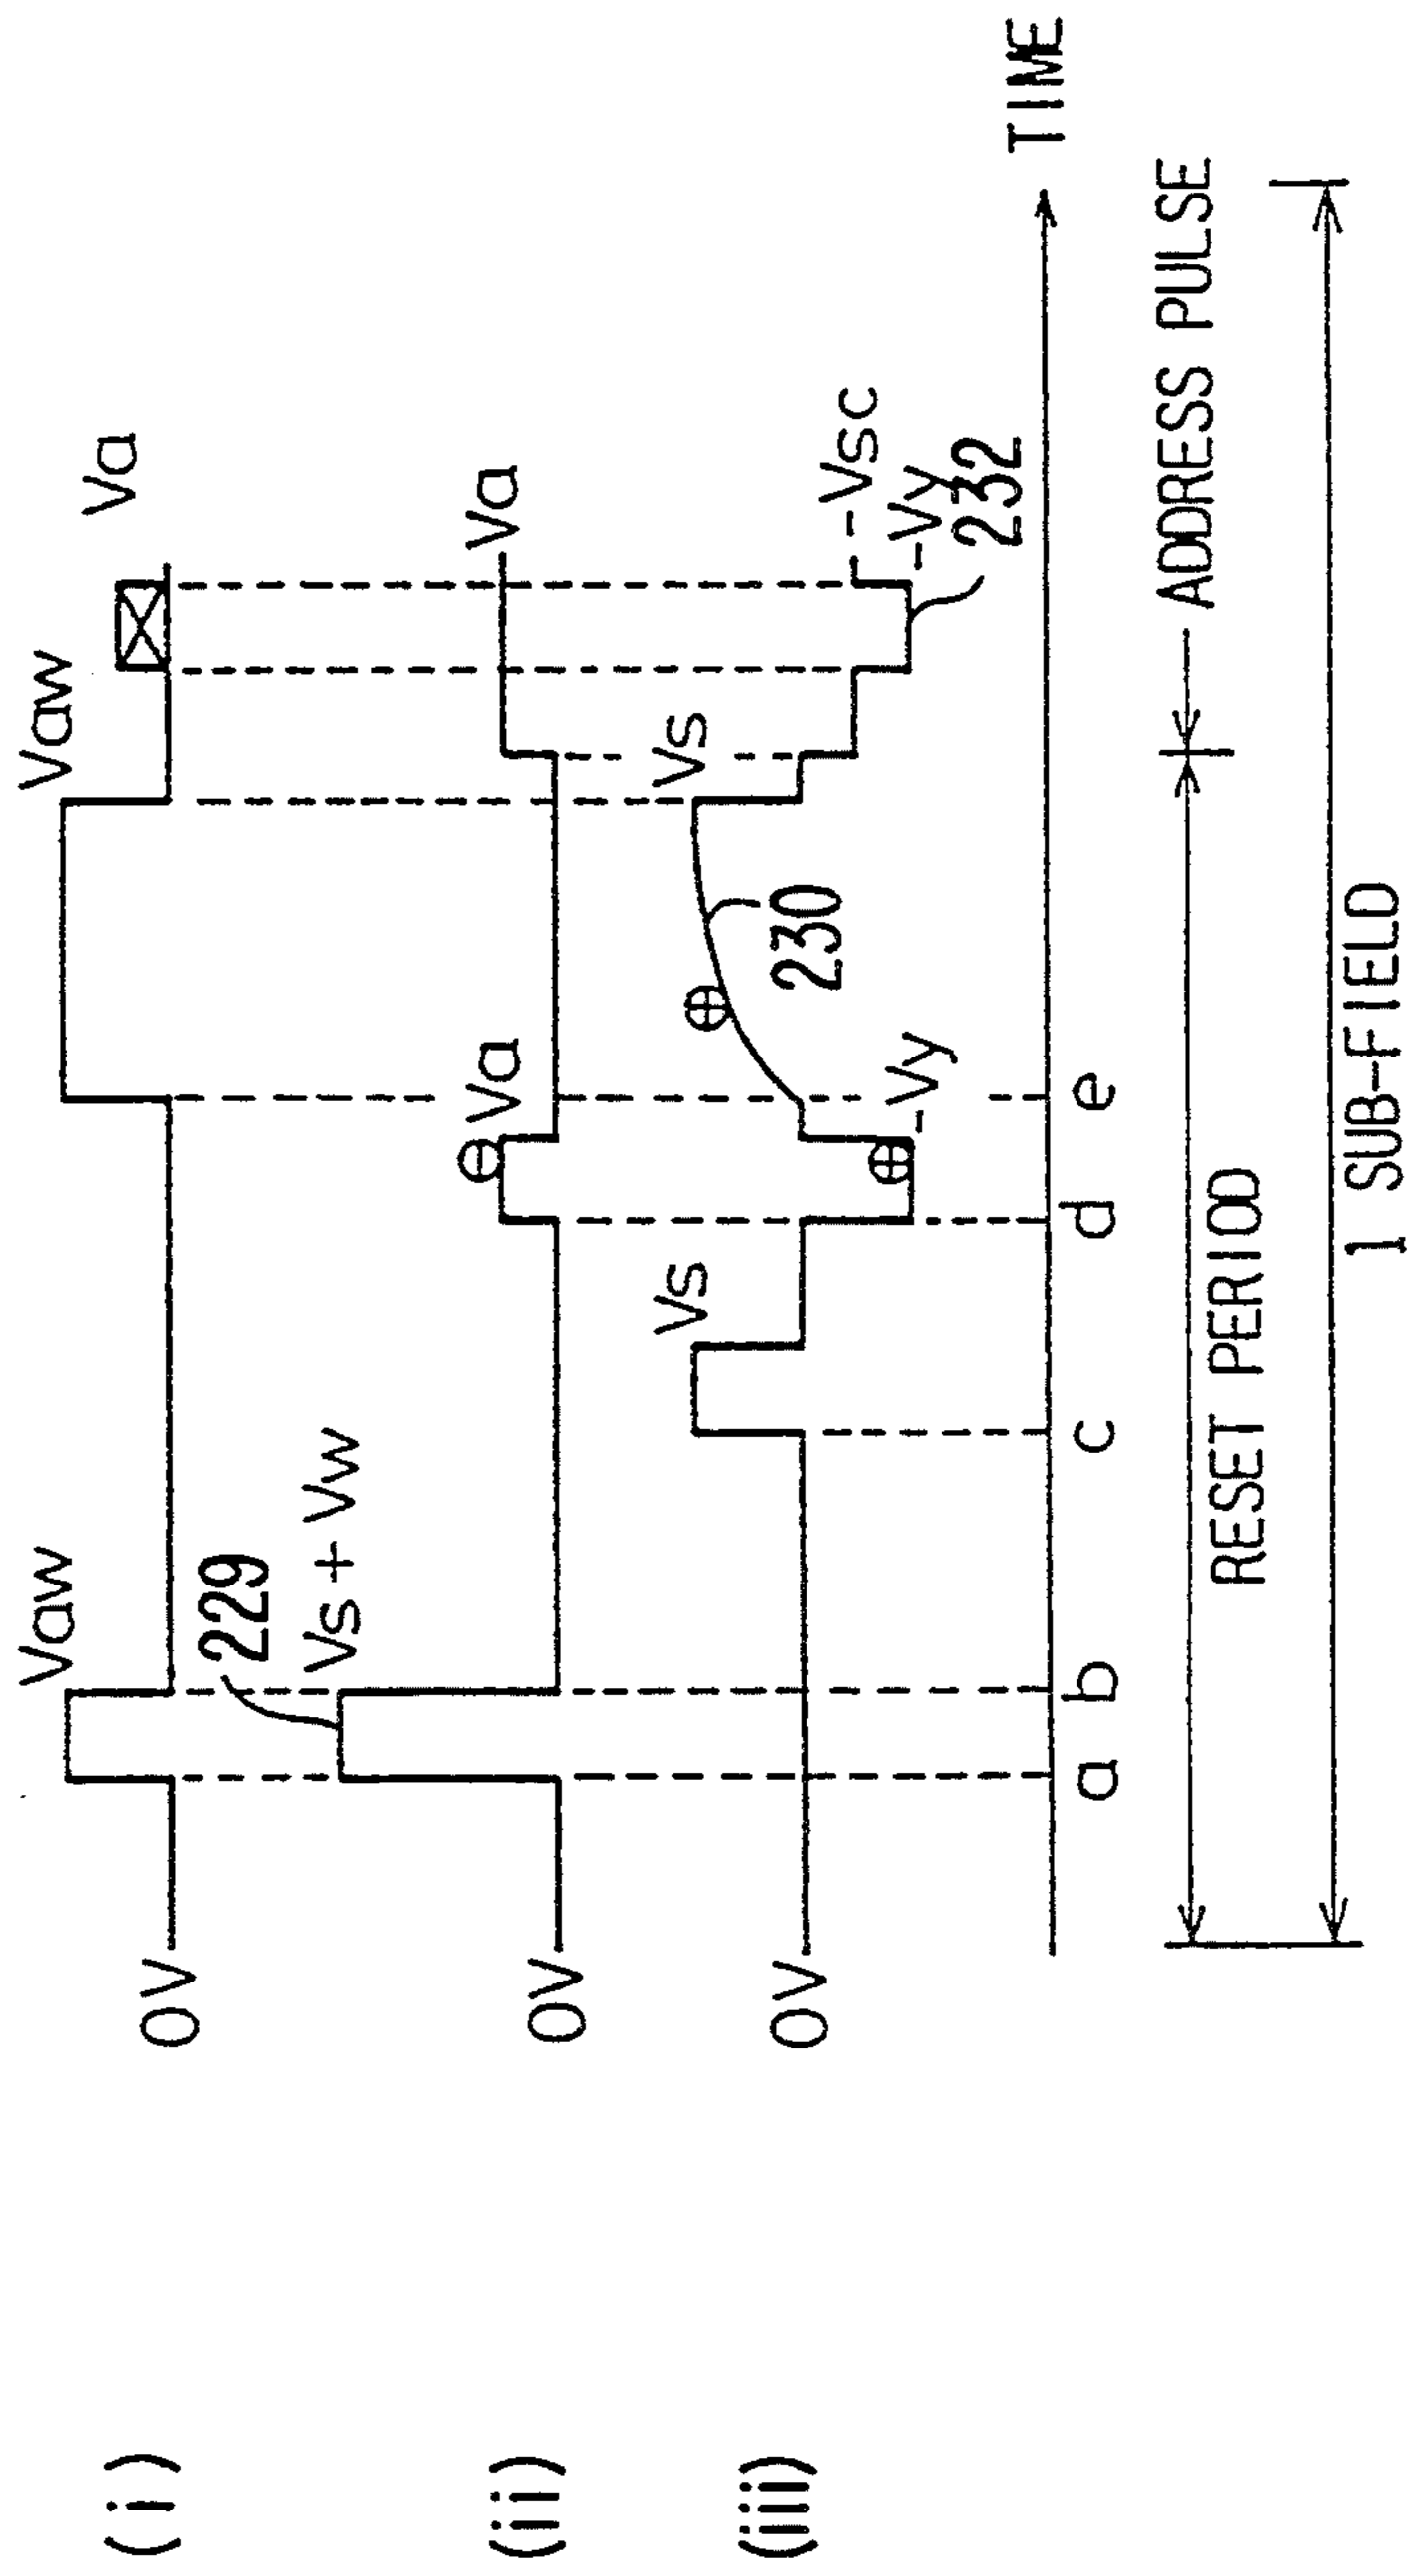 (i)
0V
Vaw
Vaw
Va
229
Vs + Vw
(ii)
0V
Va
Va
(iii)
0V
Vs
Vs
230
-Vy
-Vsc
-Vy
232
TIME
a b c d e
RESET PERIOD
ADDRESS PULSE
1 SUB-FIELD